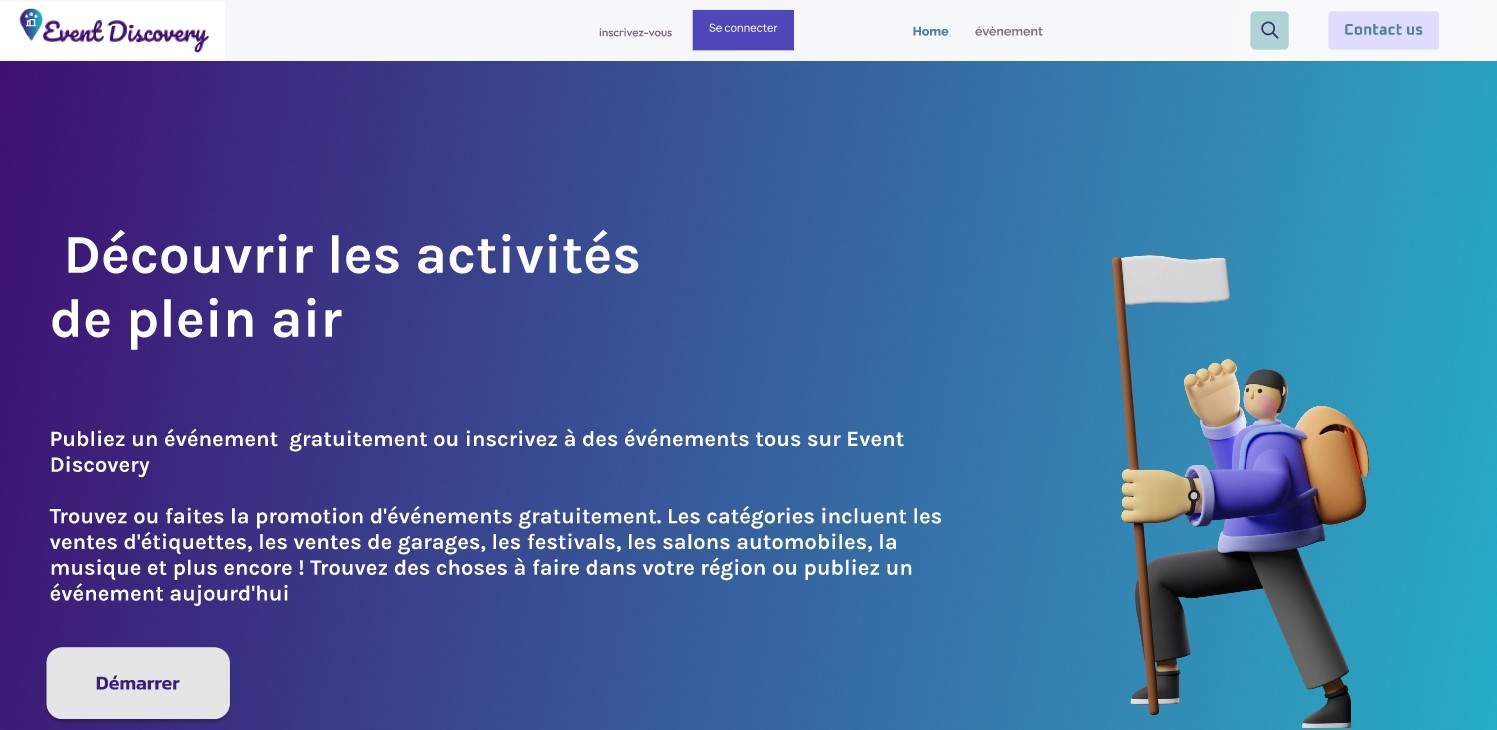 Event Discovery
inscrivez-vous
Se connecter
Home
évènement
Contact us
Découvrir les activités
de plein air
Publiez un événement  gratuitement ou inscrivez à des événements tous sur Event
Discovery
Trouvez ou faites la promotion d'événements gratuitement. Les catégories incluent les
ventes d'étiquettes, les ventes de garages, les festivals, les salons automobiles, la
musique et plus encore ! Trouvez des choses à faire dans votre région ou publiez un
événement aujourd'hui
Démarrer